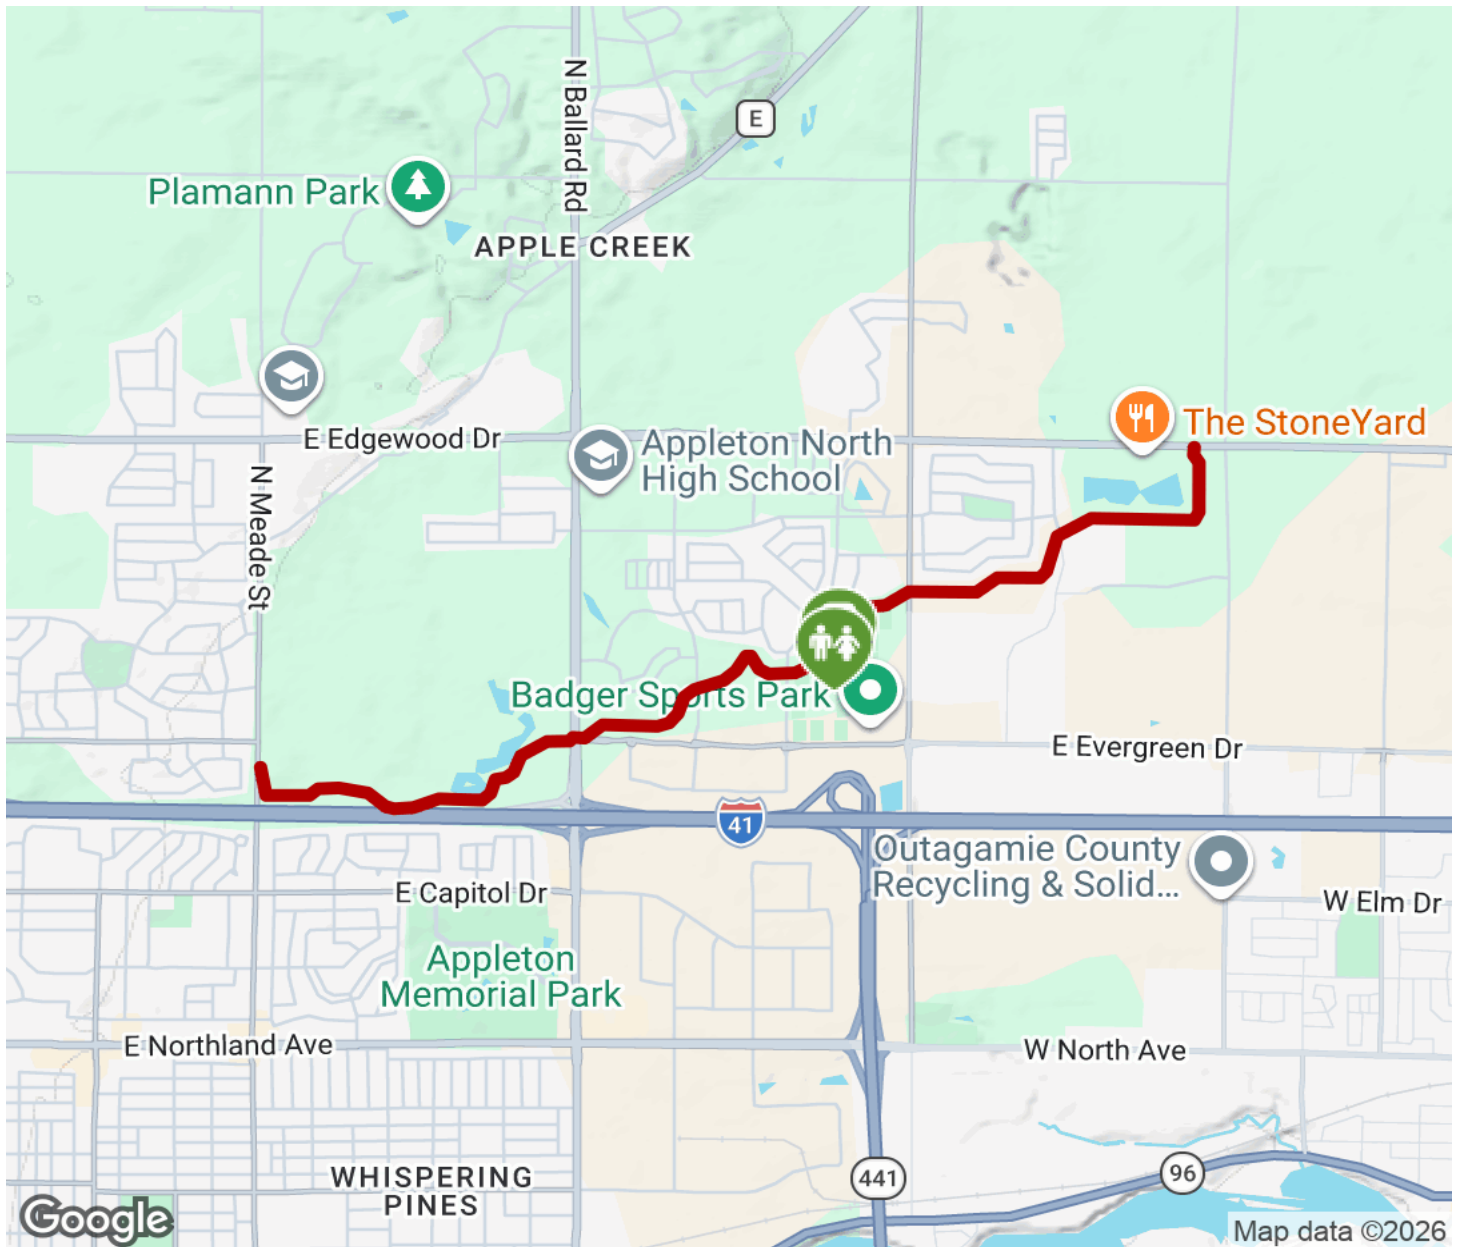 N Ballard Rd
E
Plamann Park
APPLE CREEK
E Edgewood Dr
The StoneYard
Appleton North
High School
N Meade St
Badger Sports Park
E Evergreen Dr
41
Outagamie County
Recycling & Solid...
E Capitol Dr
W Elm Dr
Appleton
Memorial Park
E Northland Ave
W North Ave
WHISPERING
PINES
441
96
Google
Map data ©2026